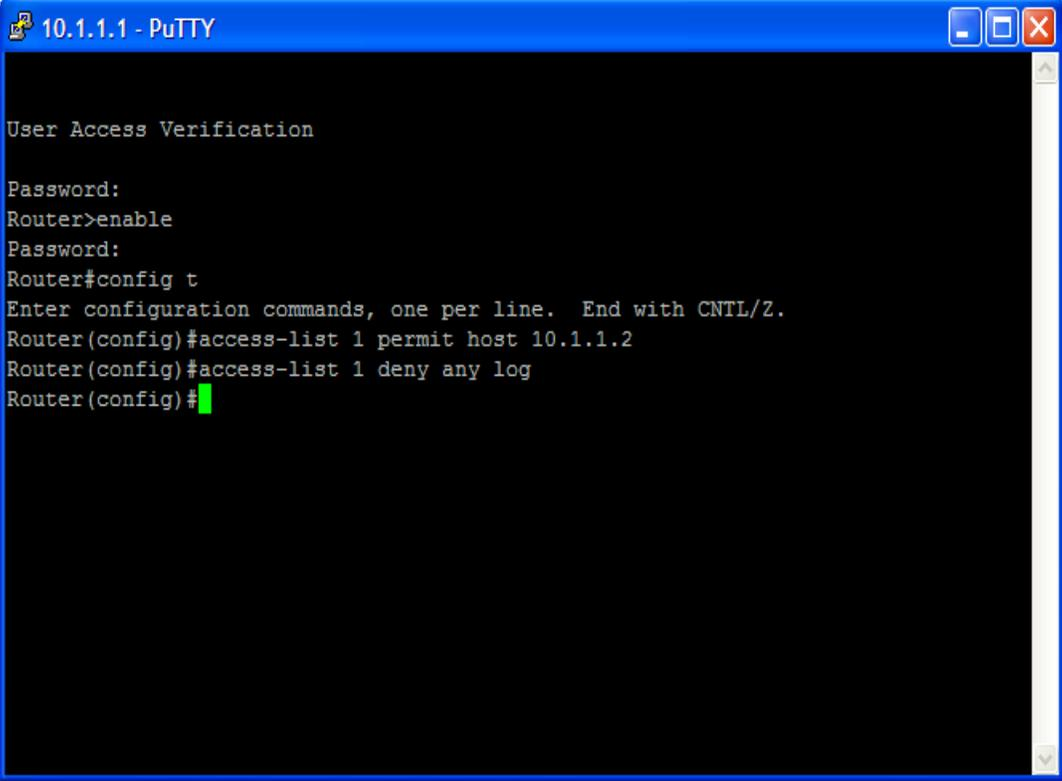 10.1.1.1 - PuTTY
User Access Verification
Password:
Router>enable
Password:
Router#config t
Enter configuration commands, one per line.  End with CNTL/Z.
Router(config)#access-list 1 permit host 10.1.1.2
Router(config)#access-list 1 deny any log
Router(config)#